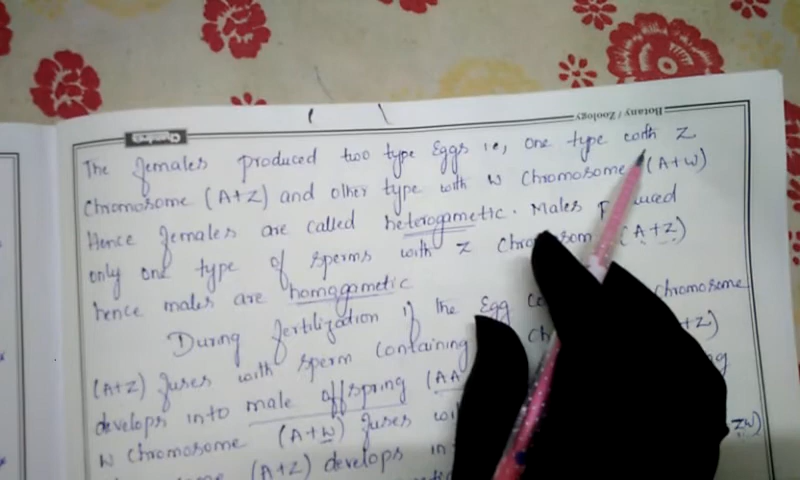 Botany / Zoology
The females produced two type Eggs ie, one type with Z
Chromosome (A+Z) and other type with W Chromosome (A+W)
Hence females are called heterogametic. Males
only one type of sperms with Z (A+Z)
hence males are homogametic
During fertilization if the Egg chromosome
(A+Z) fuses with sperm containing
develops into male offspring (AA
W chromosome (A+W) fuses
(A+Z) develops in ZW)